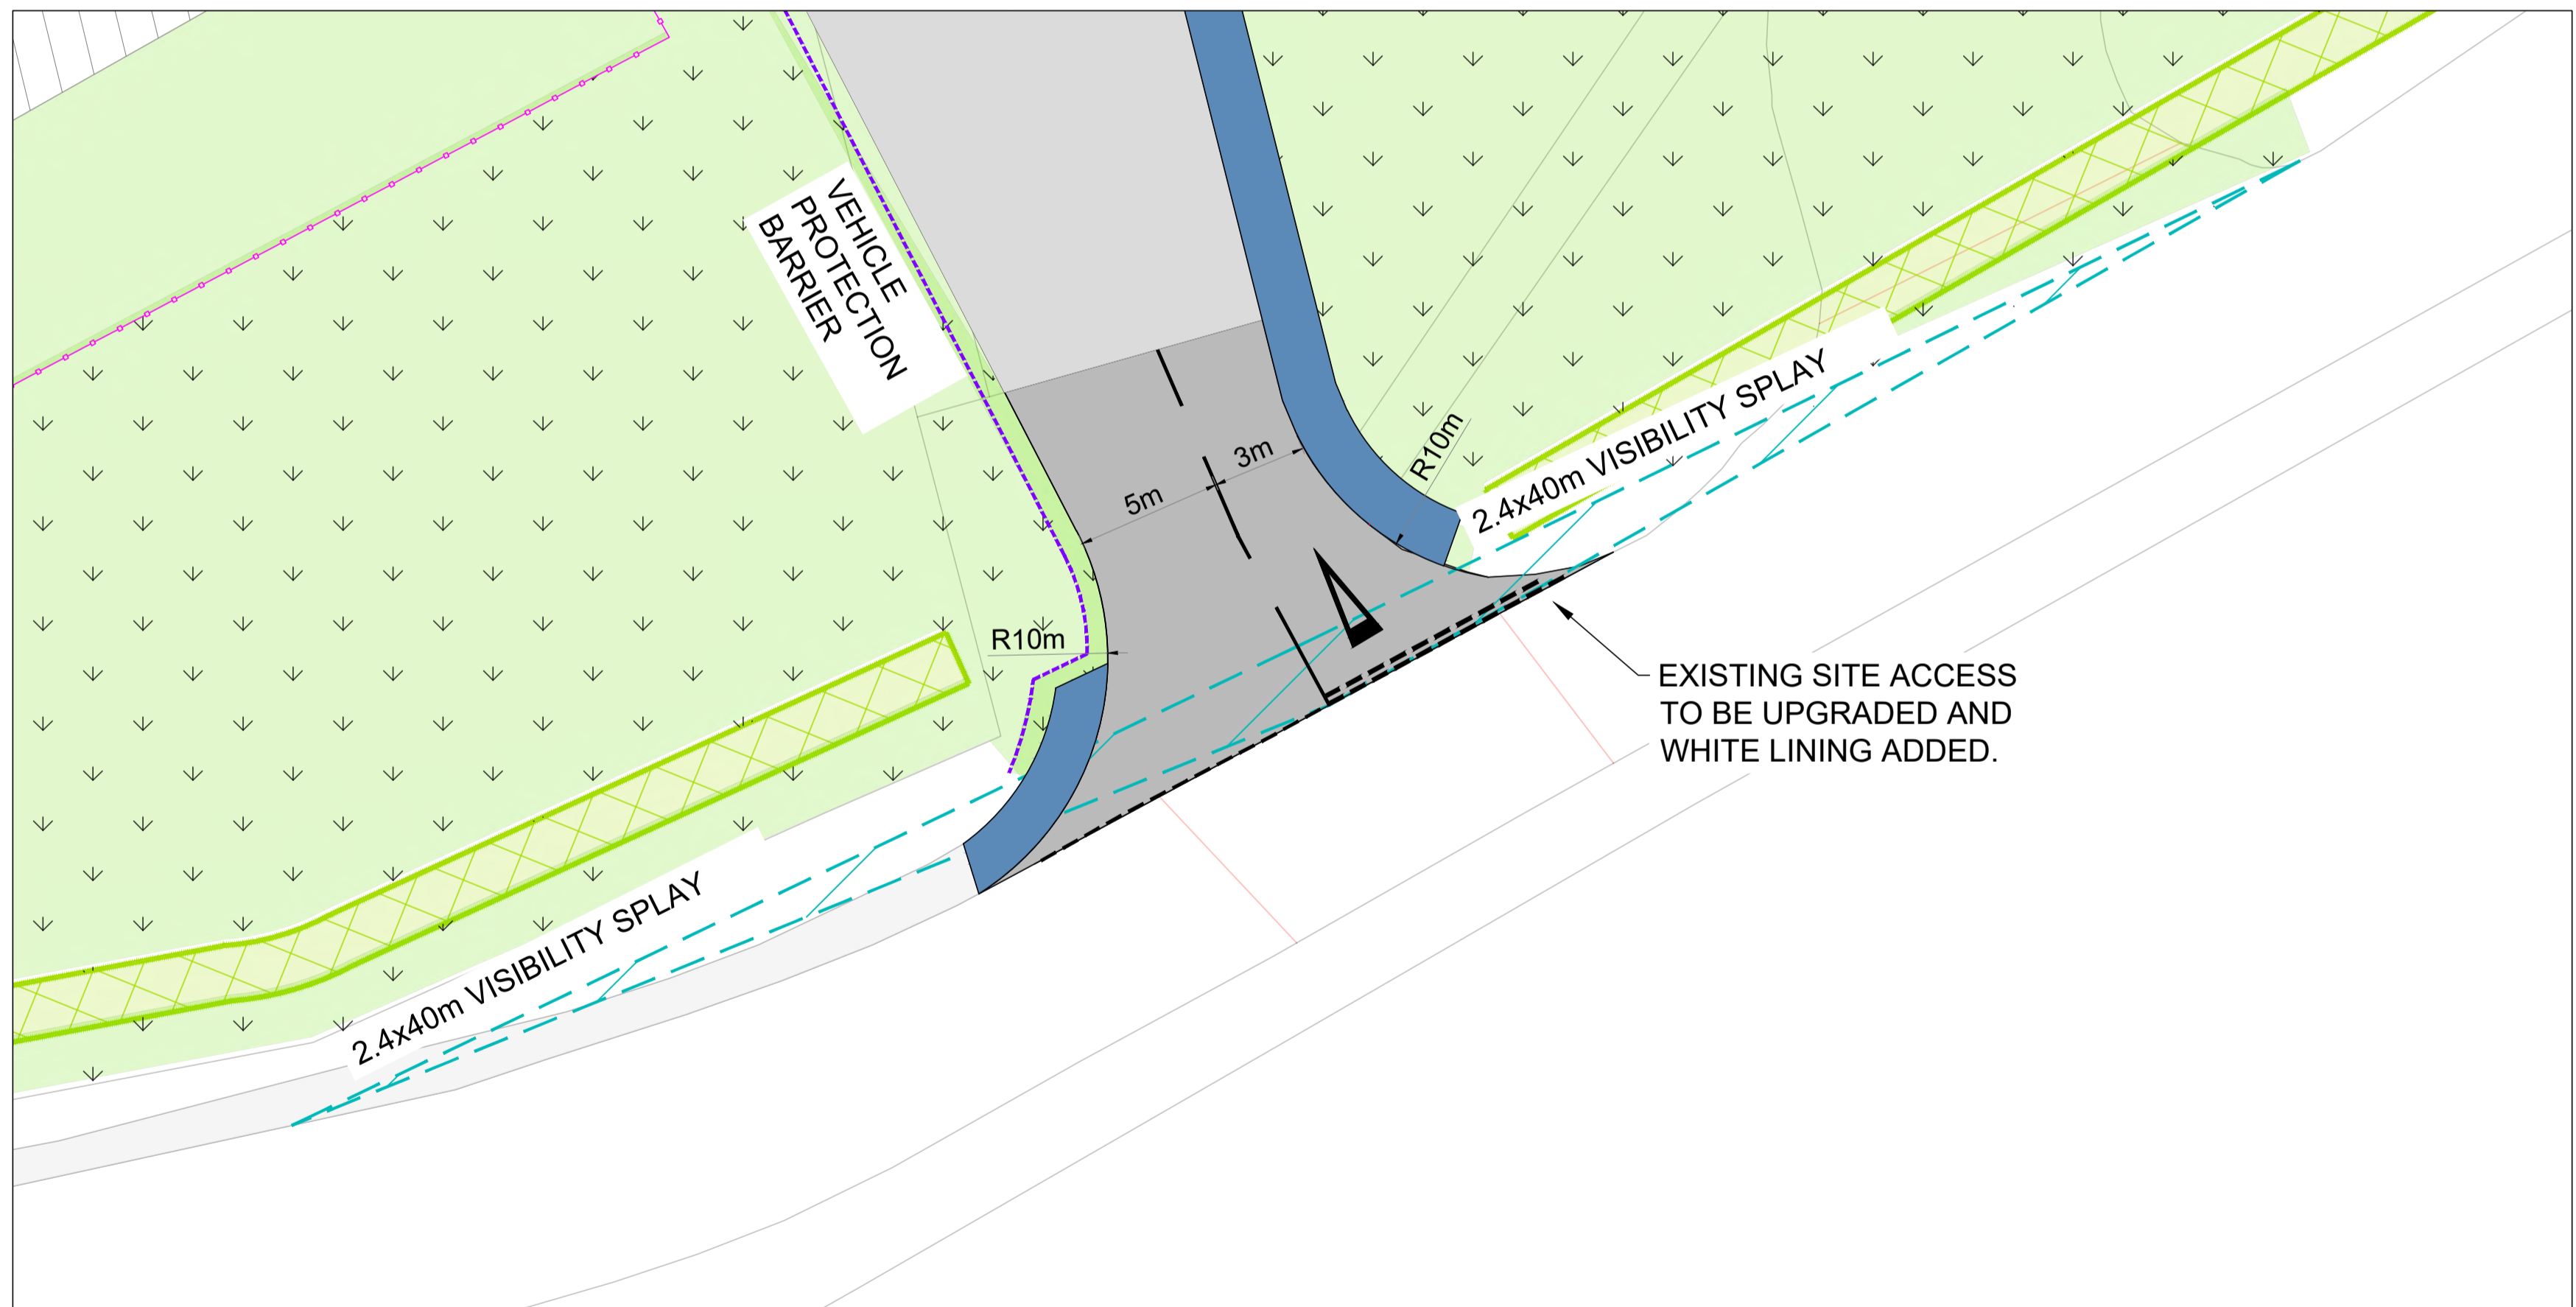 VEHICLE
PROTECTION
BARRIER
3m
5m
R10m
2.4x40m VISIBILITY SPLAY
R10m
EXISTING SITE ACCESS
TO BE UPGRADED AND
WHITE LINING ADDED.
2.4x40m VISIBILITY SPLAY